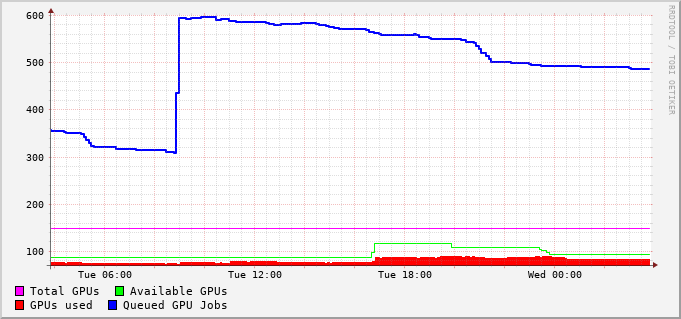 600
500
400
300
200
100
Tue 06:00 Tue 12:00 Tue 18:00 Wed 00:00
Total GPUs Available GPUs
GPUs used Queued GPU Jobs
RRDTOOL / TOBI OETIKER